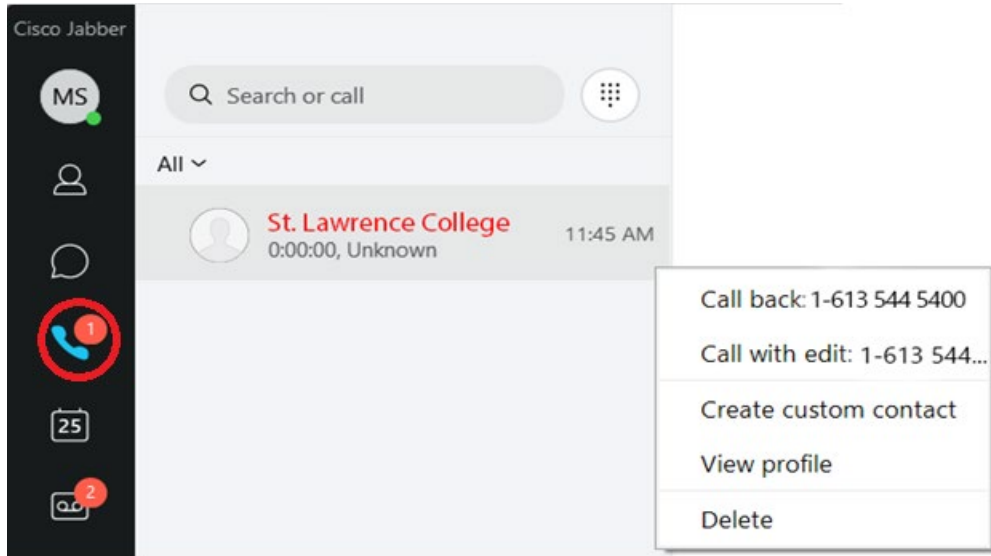 Cisco Jabber
MS
Search or call
All
St. Lawrence College
0:00:00, Unknown
11:45 AM
1
25
2
Call back: 1-613 544 5400
Call with edit: 1-613 544...
Create custom contact
View profile
Delete